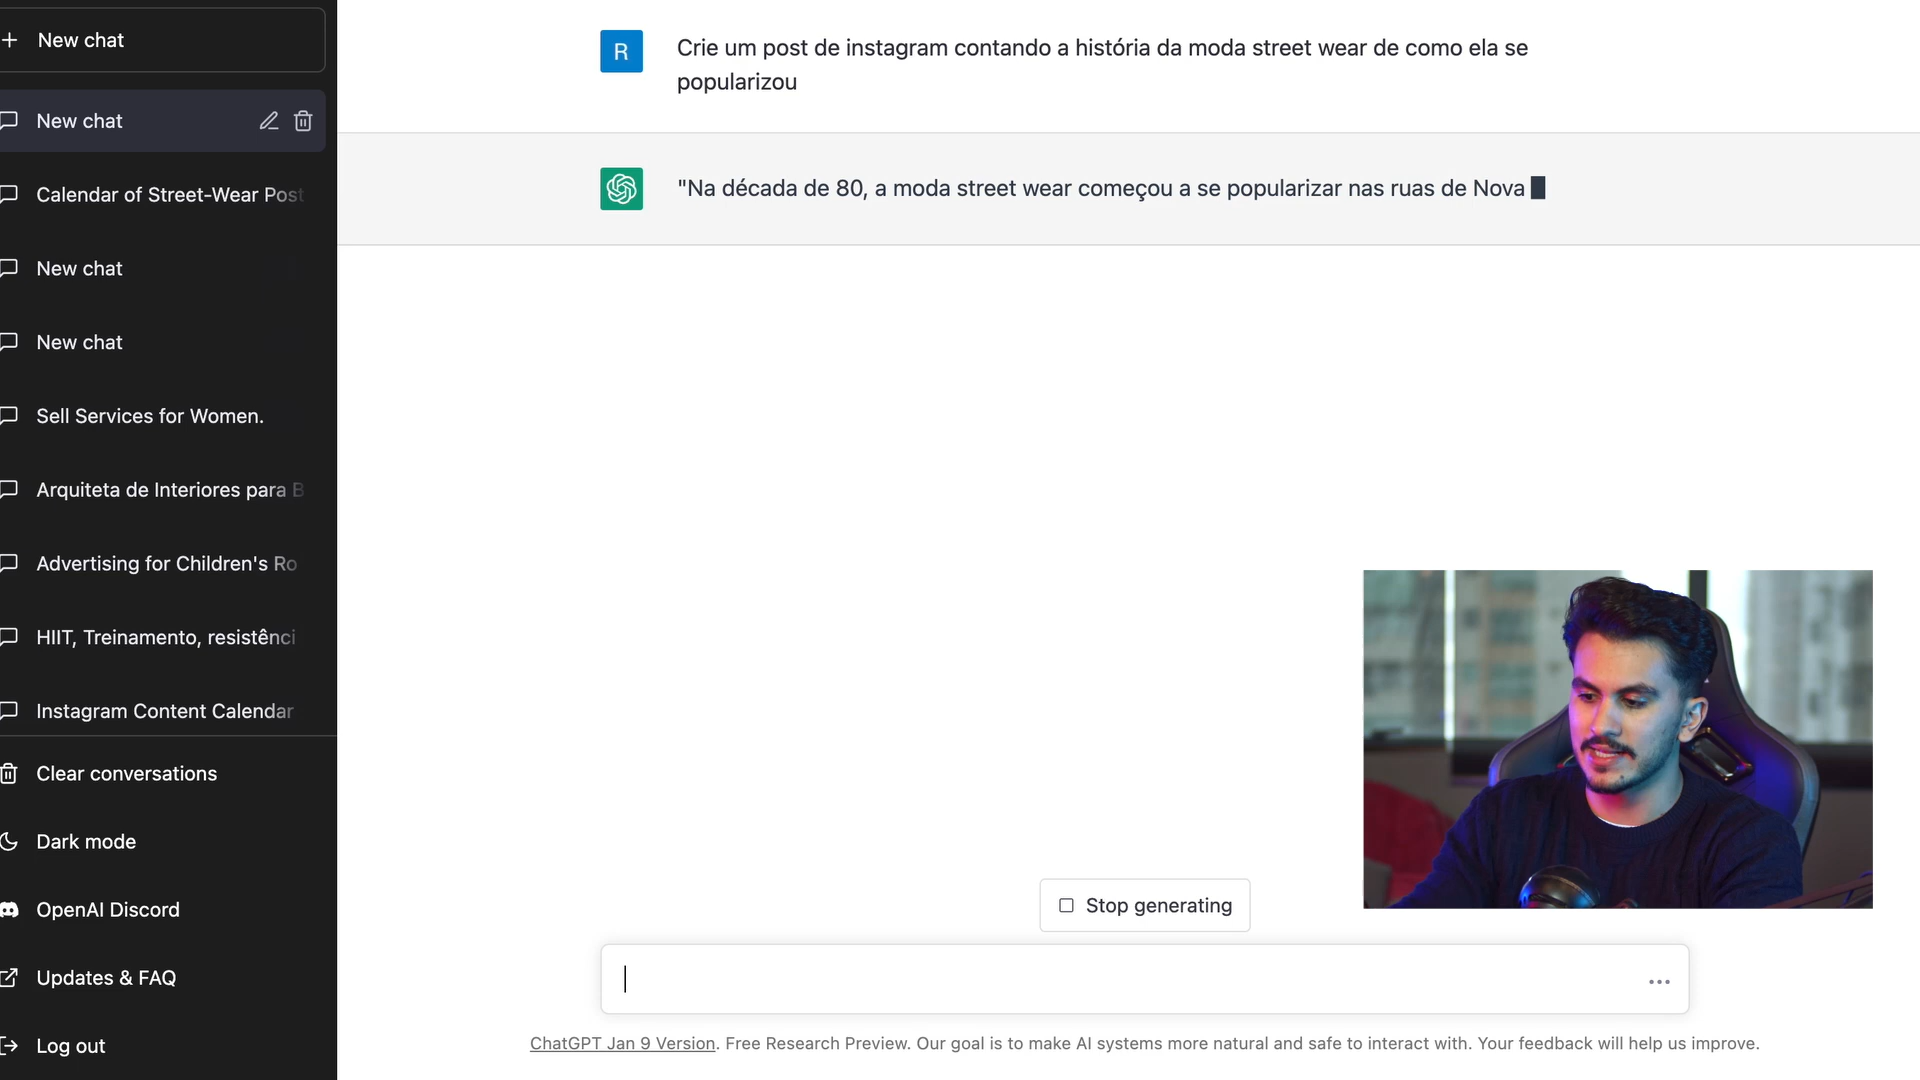 New chat
New chat
Calendar of Street-Wear Post
New chat
New chat
Sell Services for Women.
Arquiteta de Interiores para B
Advertising for Children's Ro
HIIT, Treinamento, resistênci
Instagram Content Calendar
Clear conversations
Dark mode
OpenAI Discord
Updates & FAQ
Log out
R
Crie um post de instagram contando a história da moda street wear de como ela se
popularizou
"Na década de 80, a moda street wear começou a se popularizar nas ruas de Nova
Stop generating
ChatGPT Jan 9 Version. Free Research Preview. Our goal is to make AI systems more natural and safe to interact with. Your feedback will help us improve.